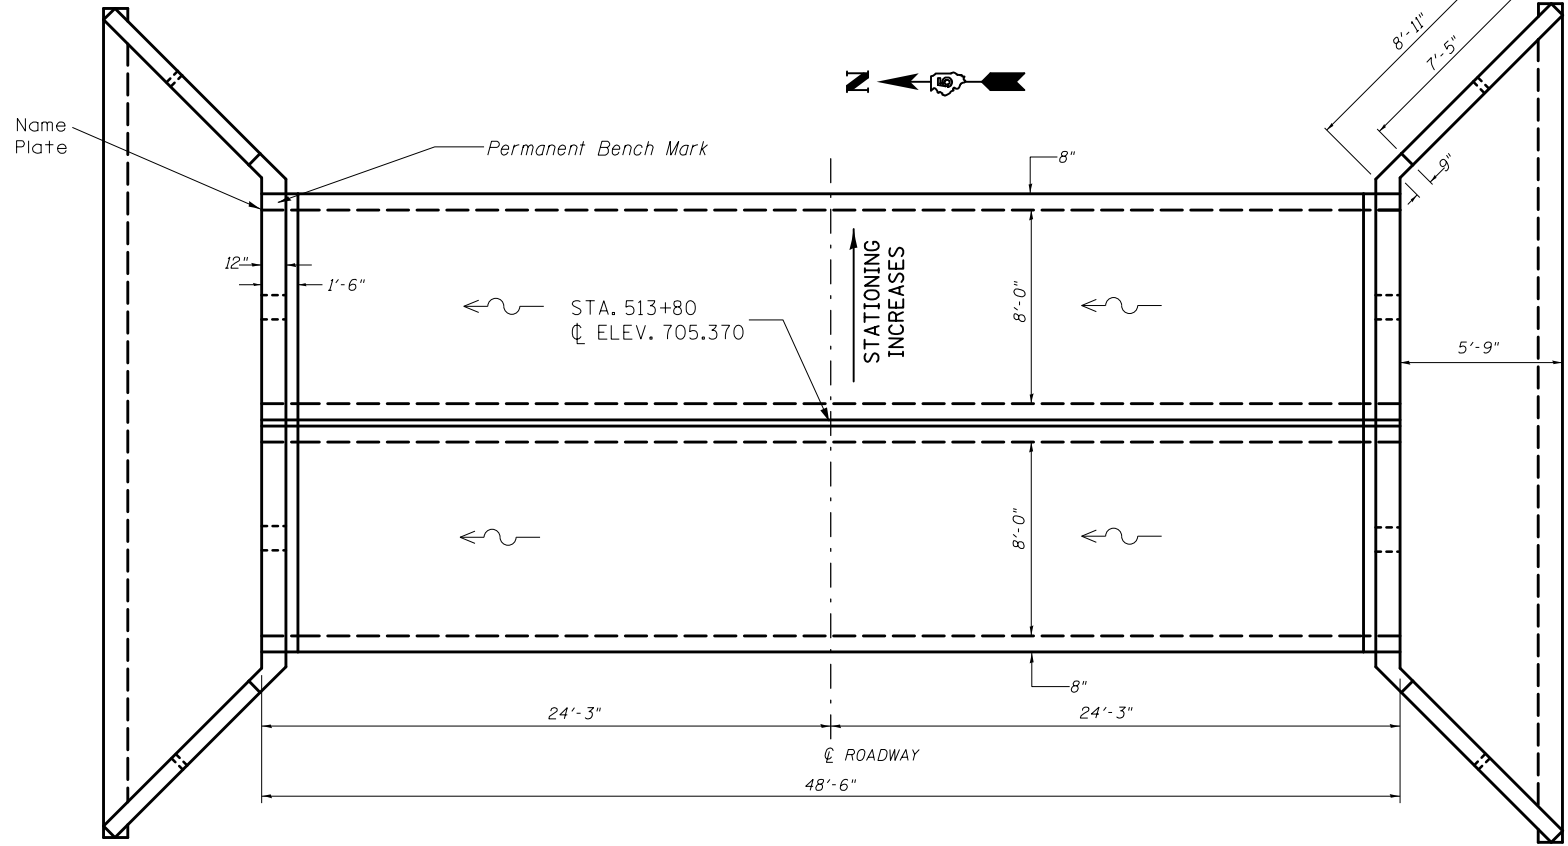 8'-11"
7'-5"
N
5
Name
Plate
Permanent Bench Mark
8"
9"
12"
1'-6"
STA. 513+80
℄ ELEV. 705.370
STATIONING
INCREASES
8'-0"
5'-9"
8'-0"
8"
24'-3"
24'-3"
℄ ROADWAY
48'-6"